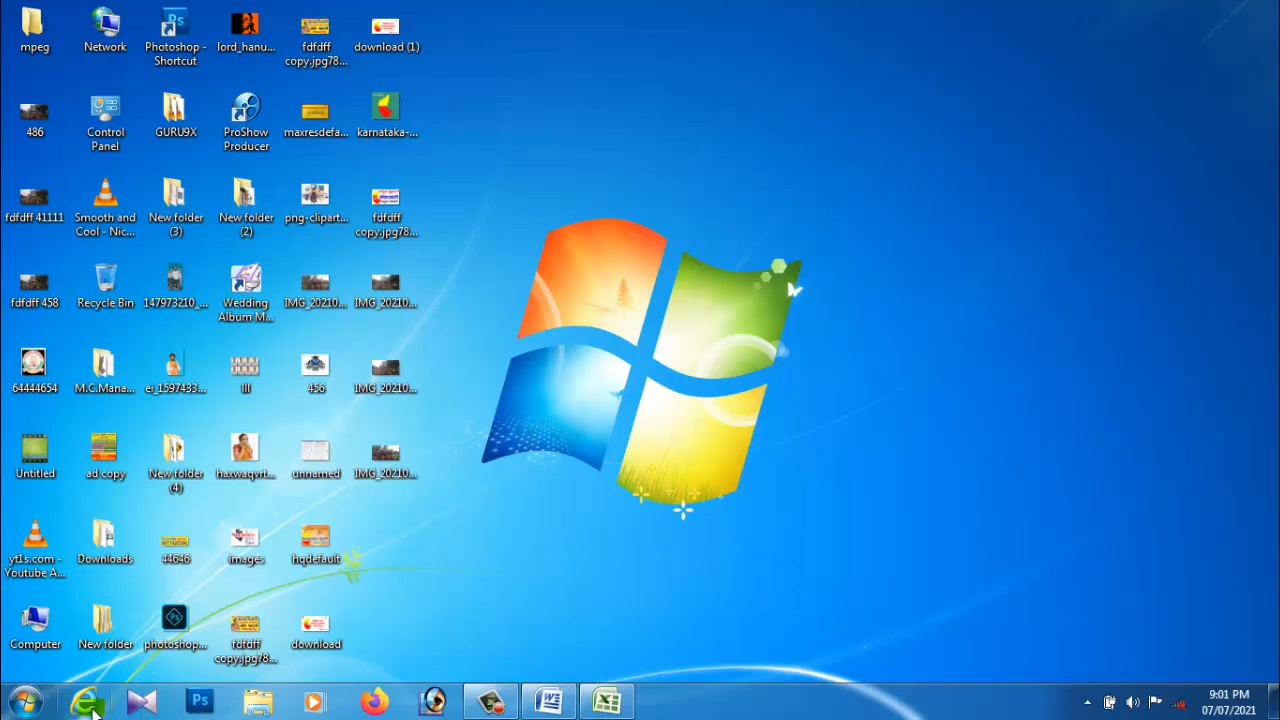 mpeg
Network
Photoshop -
Shortcut
lord_hanu...
fdfdff
copy.jpg78...
download (1)
486
Control
Panel
GURU9X
ProShow
Producer
maxresdefa...
karnataka-...
fdfdff 41111
Smooth and
Cool - Nic...
New folder
(3)
New folder
(2)
png-clipart...
fdfdff
copy.jpg78...
fdfdff 458
Recycle Bin
147973210_...
Wedding
Album M...
IMG_20210...
IMG_20210...
64444654
M.C.Mana...
ej_1597433...
III
456
IMG_20210...
Untitled
ad copy
New folder
(4)
haxwaqvrt...
unnamed
IMG_20210...
yt1s.com -
Youtube A...
Downloads
44646
images
hqdefault
Computer
New folder
photoshop...
fdfdff
copy.jpg78...
download
Ps
9:01 PM
07/07/2021